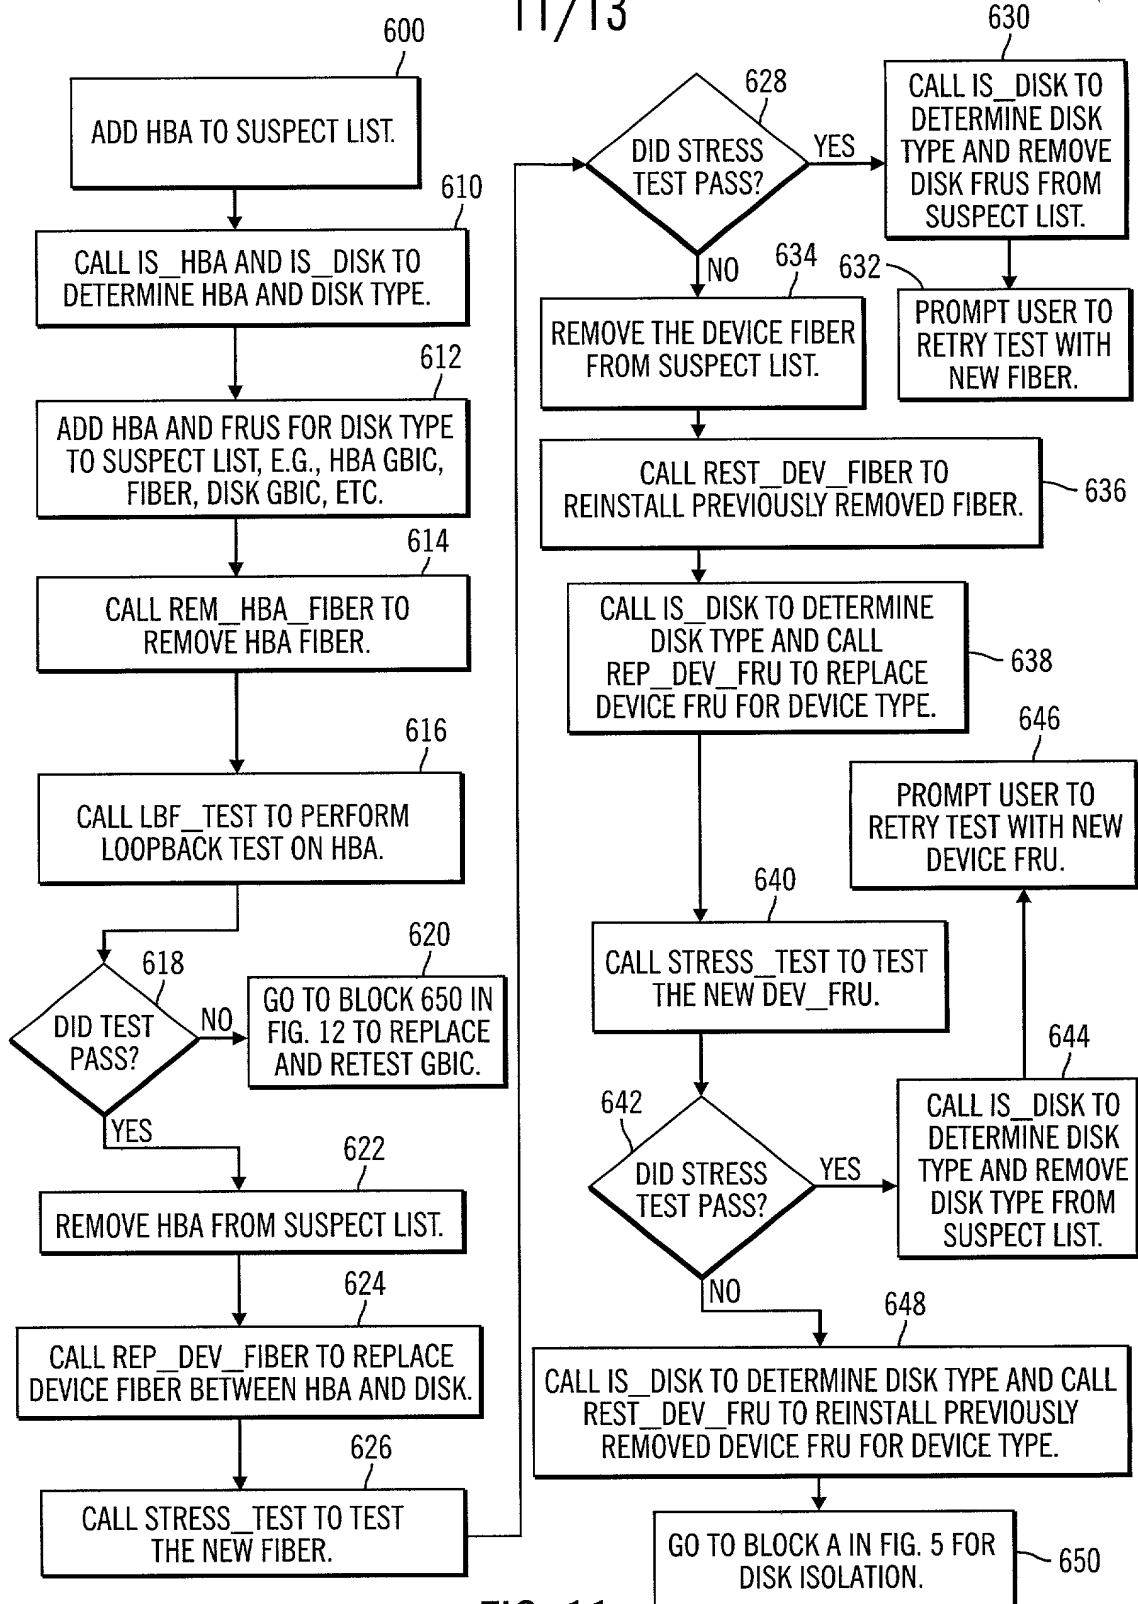 11/13
600
ADD HBA TO SUSPECT LIST.
610
CALL IS_HBA AND IS_DISK TO
DETERMINE HBA AND DISK TYPE.
612
ADD HBA AND FRUS FOR DISK TYPE
TO SUSPECT LIST, E.G., HBA GBIC,
FIBER, DISK GBIC, ETC.
614
CALL REM_HBA_FIBER TO
REMOVE HBA FIBER.
616
CALL LBF_TEST TO PERFORM
LOOPBACK TEST ON HBA.
618
DID TEST
PASS?
NO
620
GO TO BLOCK 650 IN
FIG. 12 TO REPLACE
AND RETEST GBIC.
YES
622
REMOVE HBA FROM SUSPECT LIST.
624
CALL REP_DEV_FIBER TO REPLACE
DEVICE FIBER BETWEEN HBA AND DISK.
626
CALL STRESS_TEST TO TEST
THE NEW FIBER.
628
DID STRESS
TEST PASS?
YES
630
CALL IS_DISK TO
DETERMINE DISK
TYPE AND REMOVE
DISK FRUS FROM
SUSPECT LIST.
632
PROMPT USER TO
RETRY TEST WITH
NEW FIBER.
NO
634
REMOVE THE DEVICE FIBER
FROM SUSPECT LIST.
CALL REST_DEV_FIBER TO
REINSTALL PREVIOUSLY REMOVED FIBER.
636
CALL IS_DISK TO DETERMINE
DISK TYPE AND CALL
REP_DEV_FRU TO REPLACE
DEVICE FRU FOR DEVICE TYPE.
638
640
CALL STRESS_TEST TO TEST
THE NEW DEV_FRU.
642
DID STRESS
TEST PASS?
YES
644
CALL IS_DISK TO
DETERMINE DISK
TYPE AND REMOVE
DISK TYPE FROM
SUSPECT LIST.
646
PROMPT USER TO
RETRY TEST WITH NEW
DEVICE FRU.
NO
648
CALL IS_DISK TO DETERMINE DISK TYPE AND CALL
REST_DEV_FRU TO REINSTALL PREVIOUSLY
REMOVED DEVICE FRU FOR DEVICE TYPE.
GO TO BLOCK A IN FIG. 5 FOR
DISK ISOLATION.
650
FIG. 11